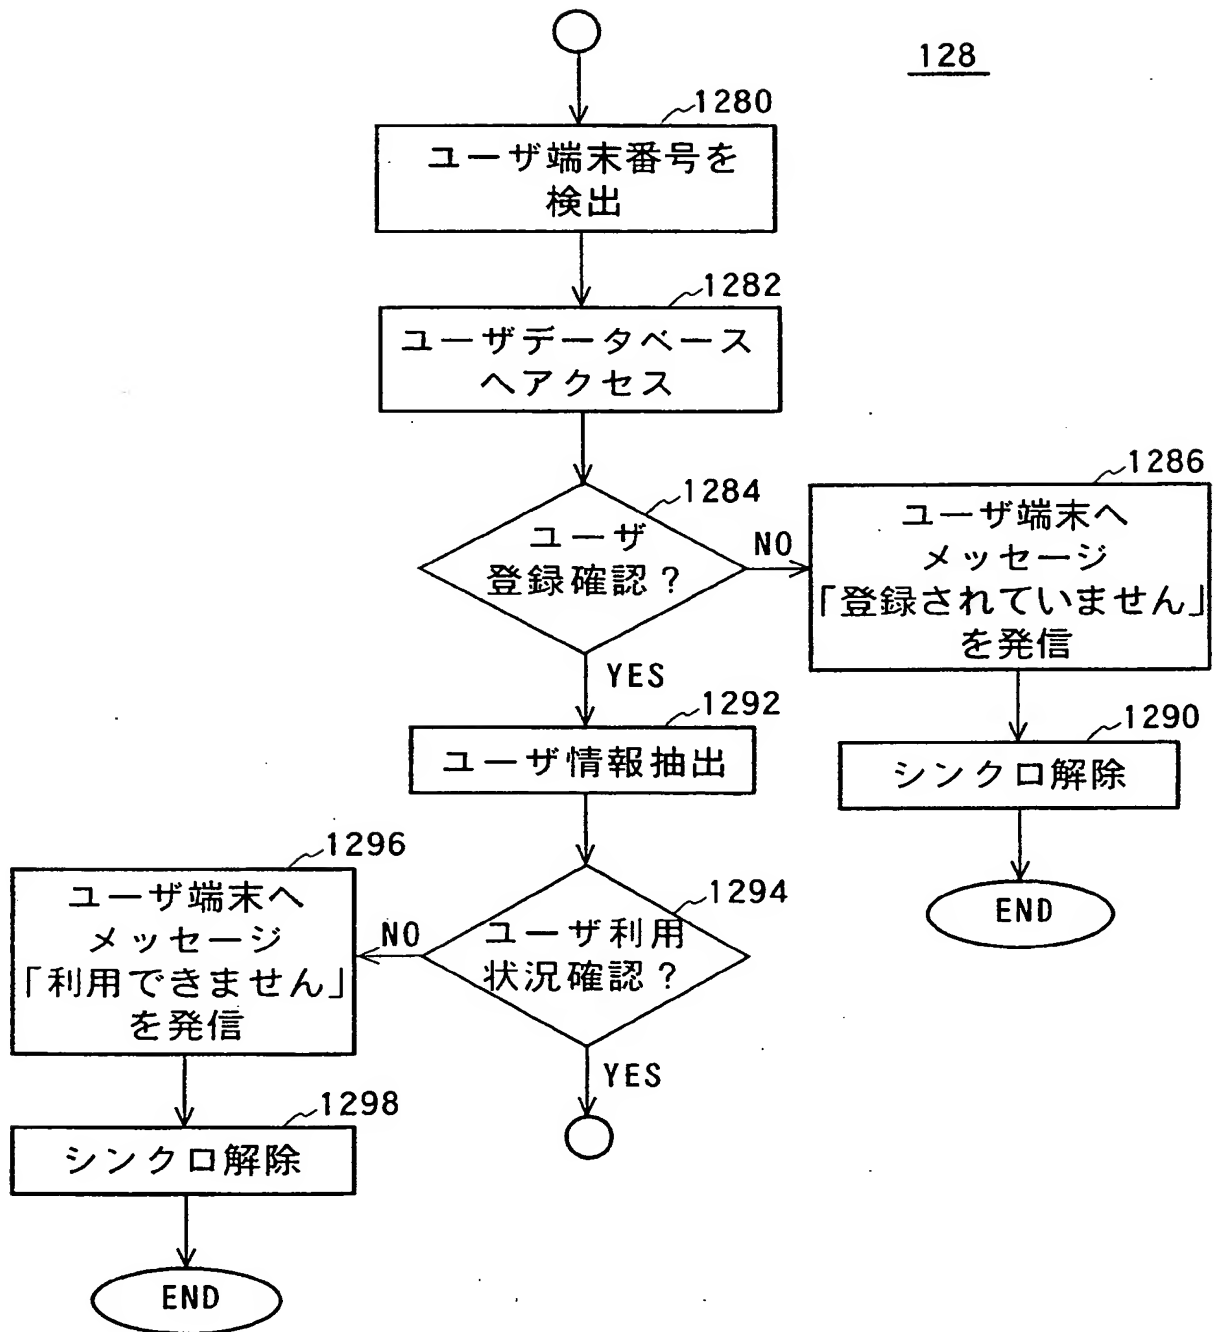 128
1280
ユーザ端末番号を
検出
1282
ユーザデータベース
へアクセス
1284
ユーザ
登録確認？
NO
1286
ユーザ端末へ
メッセージ
「登録されていません」
を発信
YES
1290
シンクロ解除
END
1292
ユーザ情報抽出
1294
ユーザ利用
状況確認？
NO
1296
ユーザ端末へ
メッセージ
「利用できません」
を発信
YES
1298
シンクロ解除
END